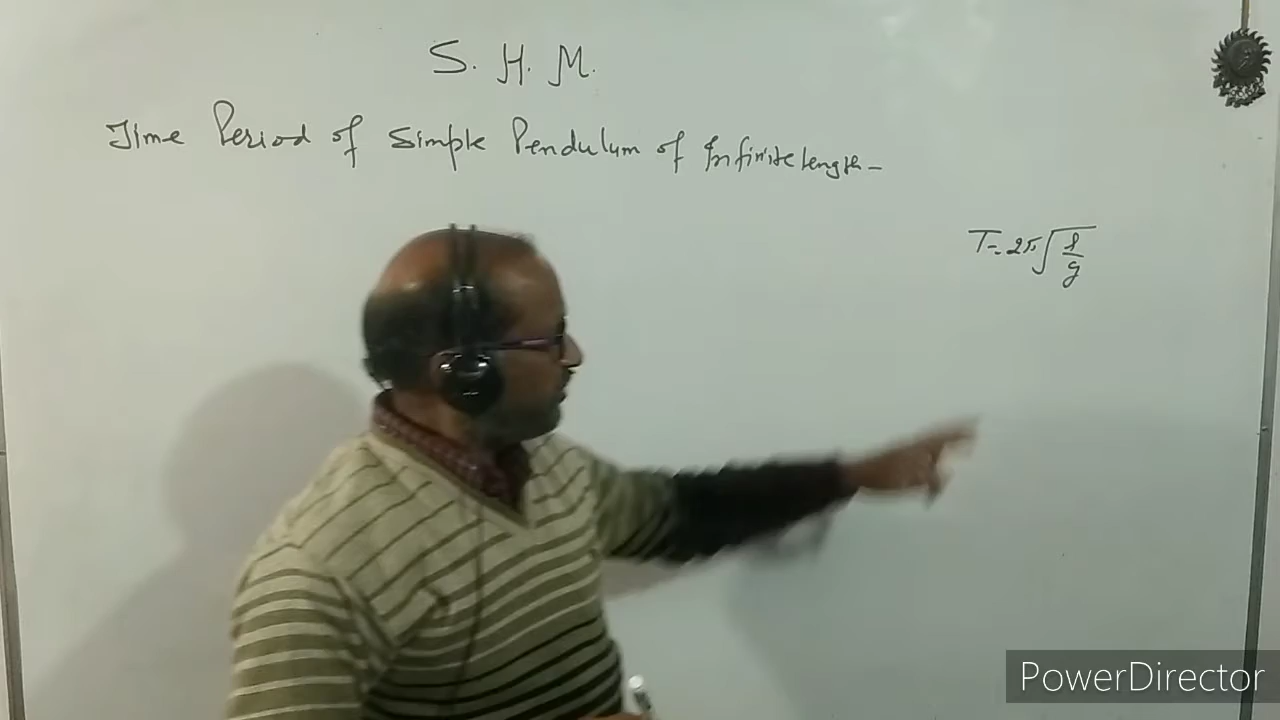 S. H. M.
Time Period of Simple Pendulum of Infinite length-
T = 2π√(l/g)
PowerDirector